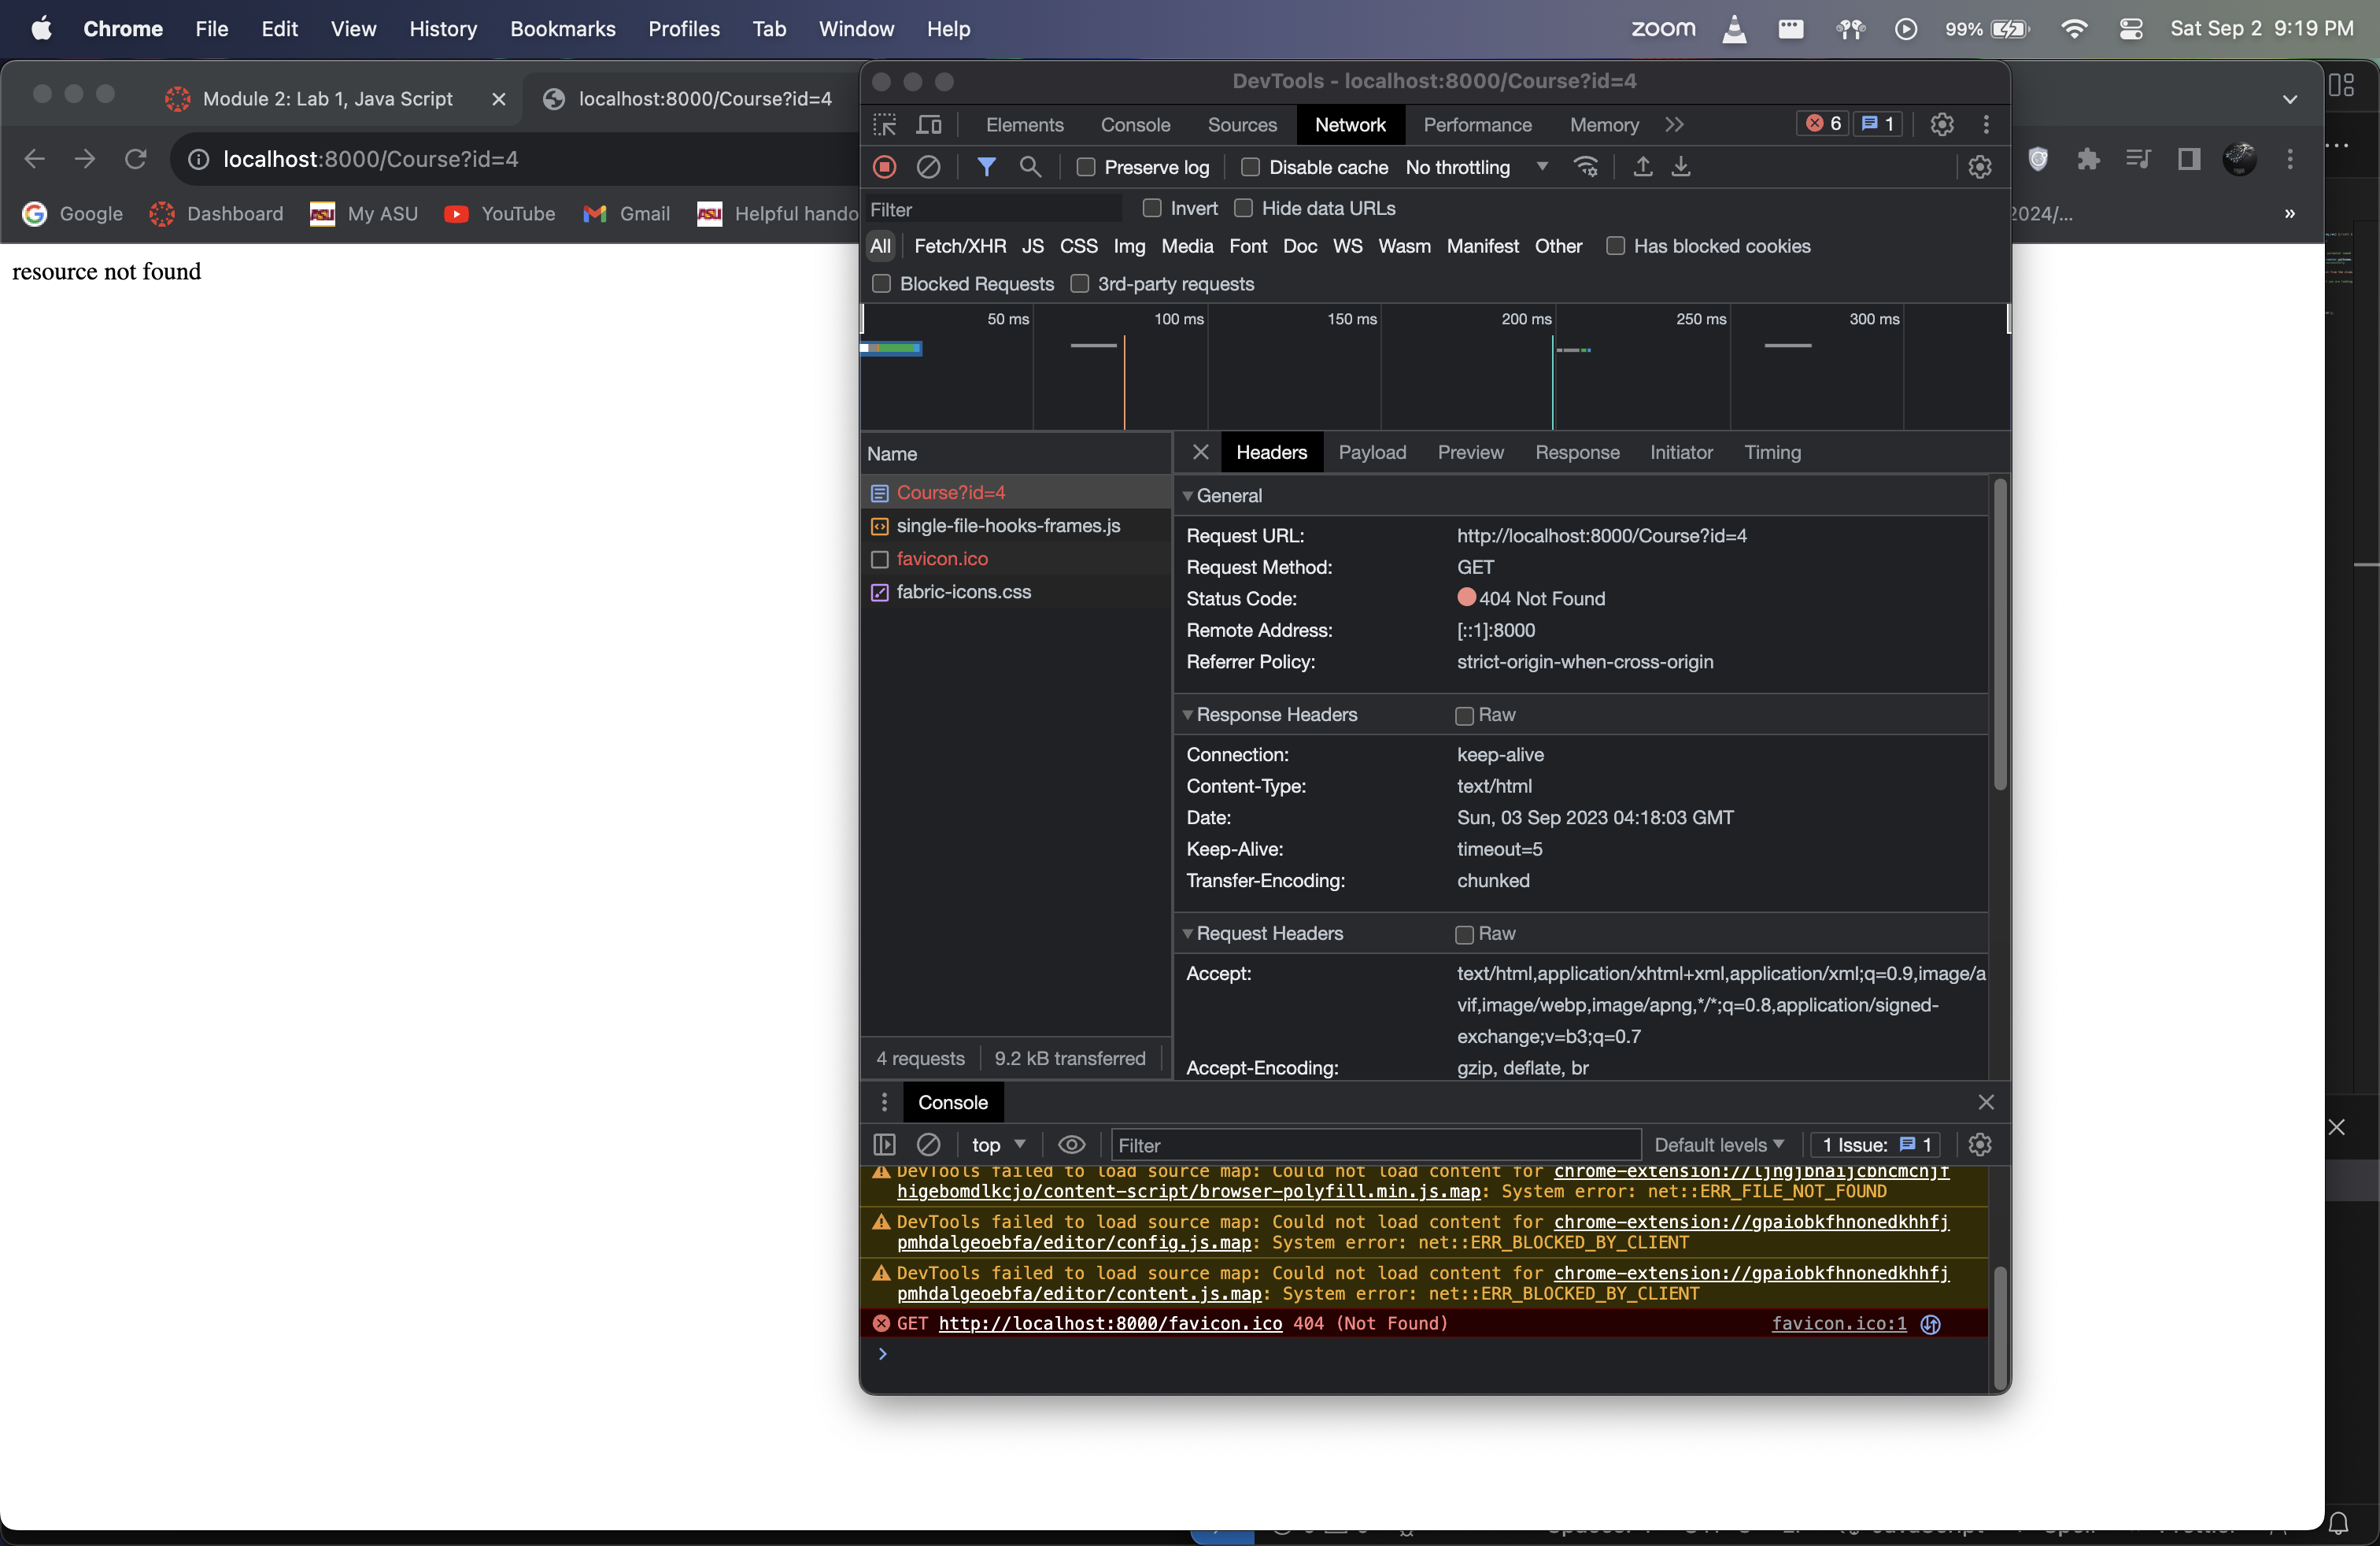 Chrome File Edit View History Bookmarks Profiles Tab Window Help zoom 99% Sat Sep 2 9:19 PM
Module 2: Lab 1, Java Script
localhost:8000/Course?id=4
localhost:8000/Course?id=4
Google Dashboard My ASU YouTube Gmail Helpful hando
2024/...
»
resource not found
DevTools - localhost:8000/Course?id=4
Elements Console Sources Network Performance Memory 6 1
Preserve log Disable cache No throttling
Filter Invert Hide data URLs
All Fetch/XHR JS CSS Img Media Font Doc WS Wasm Manifest Other Has blocked cookies
Blocked Requests 3rd-party requests
50 ms 100 ms 150 ms 200 ms 250 ms 300 ms
Name
Course?id=4
single-file-hooks-frames.js
favicon.ico
fabric-icons.css
4 requests 9.2 kB transferred
Headers Payload Preview Response Initiator Timing
General
Request URL: http://localhost:8000/Course?id=4
Request Method: GET
Status Code: 404 Not Found
Remote Address: [::1]:8000
Referrer Policy: strict-origin-when-cross-origin
Response Headers Raw
Connection: keep-alive
Content-Type: text/html
Date: Sun, 03 Sep 2023 04:18:03 GMT
Keep-Alive: timeout=5
Transfer-Encoding: chunked
Request Headers Raw
Accept: text/html,application/xhtml+xml,application/xml;q=0.9,image/a
vif,image/webp,image/apng,*/*;q=0.8,application/signed-
exchange;v=b3;q=0.7
Accept-Encoding: gzip, deflate, br
Console
top Filter Default levels 1 Issue: 1
DevTools failed to load source map: Could not load content for chrome-extension://ljngjbnaijcbncmcnjf
higebomdlkcjo/content-script/browser-polyfill.min.js.map: System error: net::ERR_FILE_NOT_FOUND
DevTools failed to load source map: Could not load content for chrome-extension://gpaiobkfhnonedkhhfj
pmhdalgeoebfa/editor/config.js.map: System error: net::ERR_BLOCKED_BY_CLIENT
DevTools failed to load source map: Could not load content for chrome-extension://gpaiobkfhnonedkhhfj
pmhdalgeoebfa/editor/content.js.map: System error: net::ERR_BLOCKED_BY_CLIENT
GET http://localhost:8000/favicon.ico 404 (Not Found) favicon.ico:1